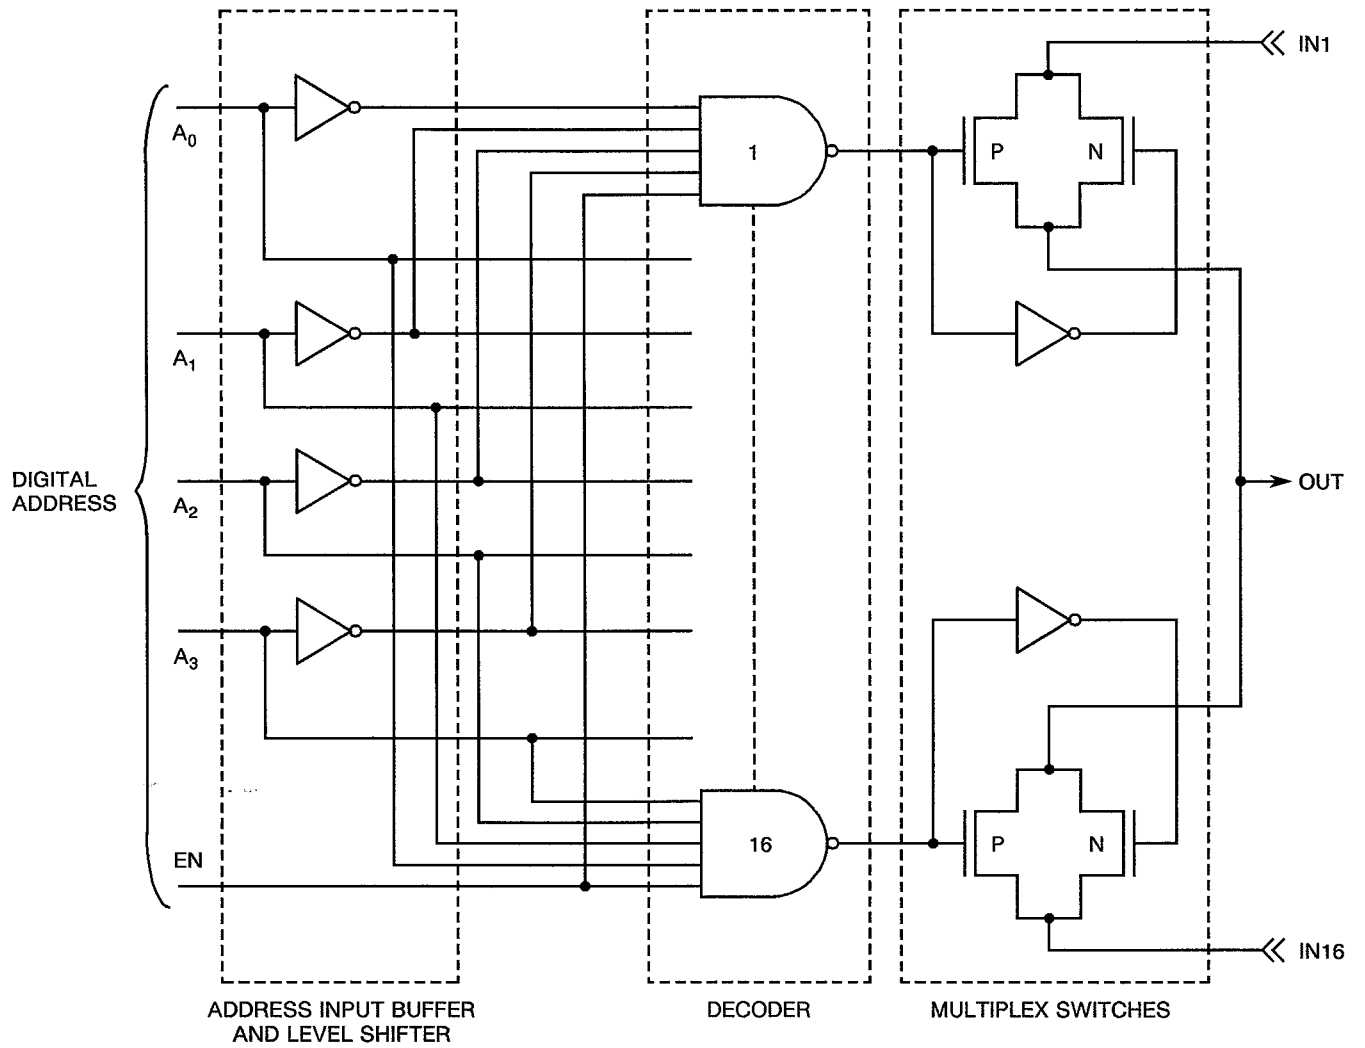 IN1
A0
1
P
N
A1
DIGITAL
ADDRESS
A2
OUT
A3
EN
16
P
N
IN16
ADDRESS INPUT BUFFER
AND LEVEL SHIFTER
DECODER
MULTIPLEX SWITCHES